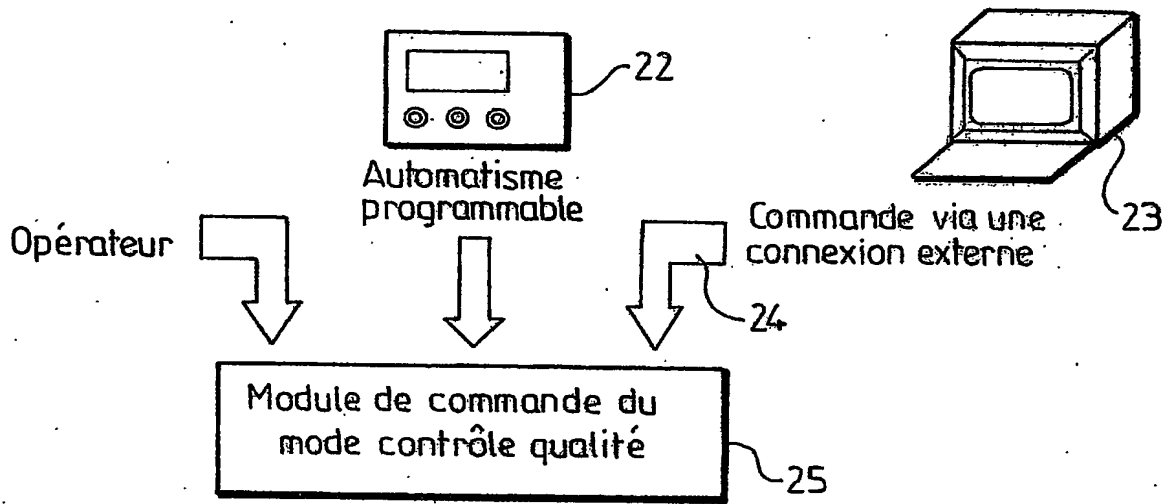 22
Automatisme
programmable
Opérateur
Commande via une
connexion externe
23
24
Module de commande du
mode contrôle qualité
25